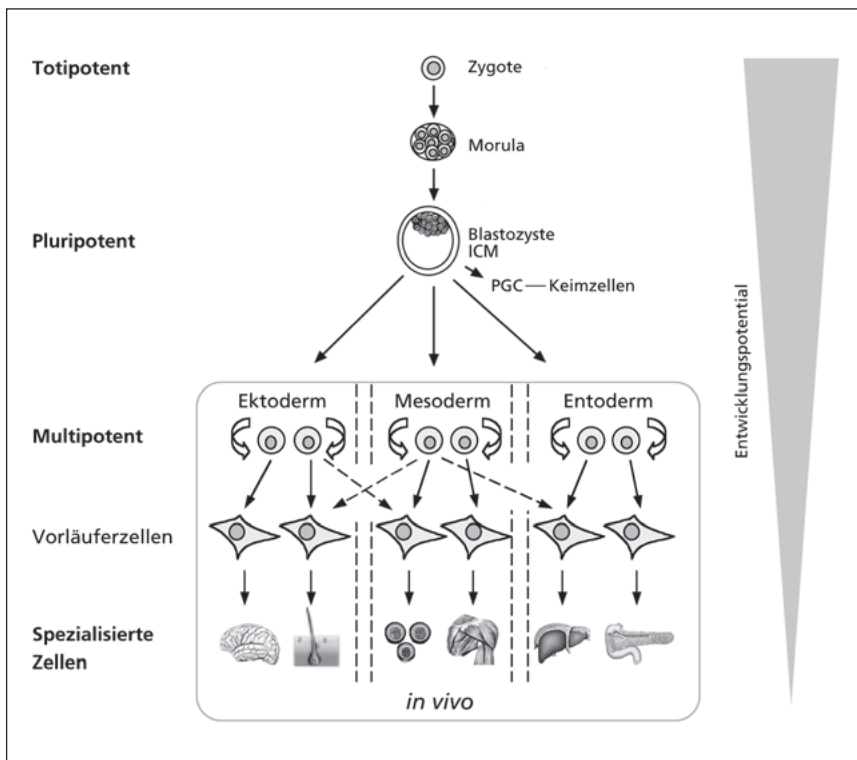 Totipotent
Zygote
Morula
Pluripotent
Blastozyste
ICM
PGC — Keimzellen
Entwicklungspotential
Ektoderm
Mesoderm
Entoderm
Multipotent
Vorläuferzellen
Spezialisierte
Zellen
in vivo